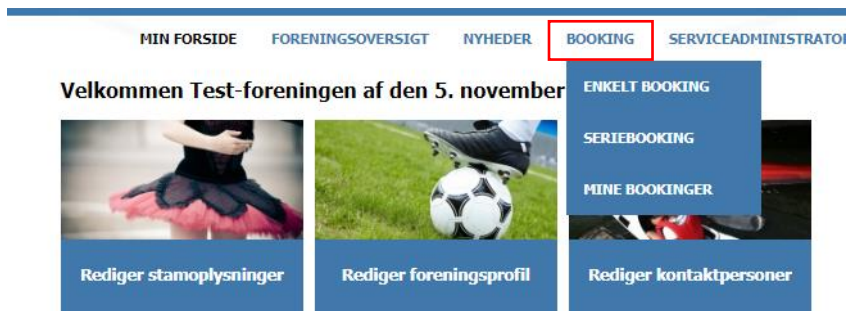 MIN FORSIDE FORENINGSOVERSIGT NYHEDER BOOKING SERVICEADMINISTRATOR
Velkommen Test-foreningen af den 5. november
ENKELT BOOKING
SERIEBOOKING
MINE BOOKINGER
Rediger stamoplysninger Rediger foreningsprofil Rediger kontaktpersoner